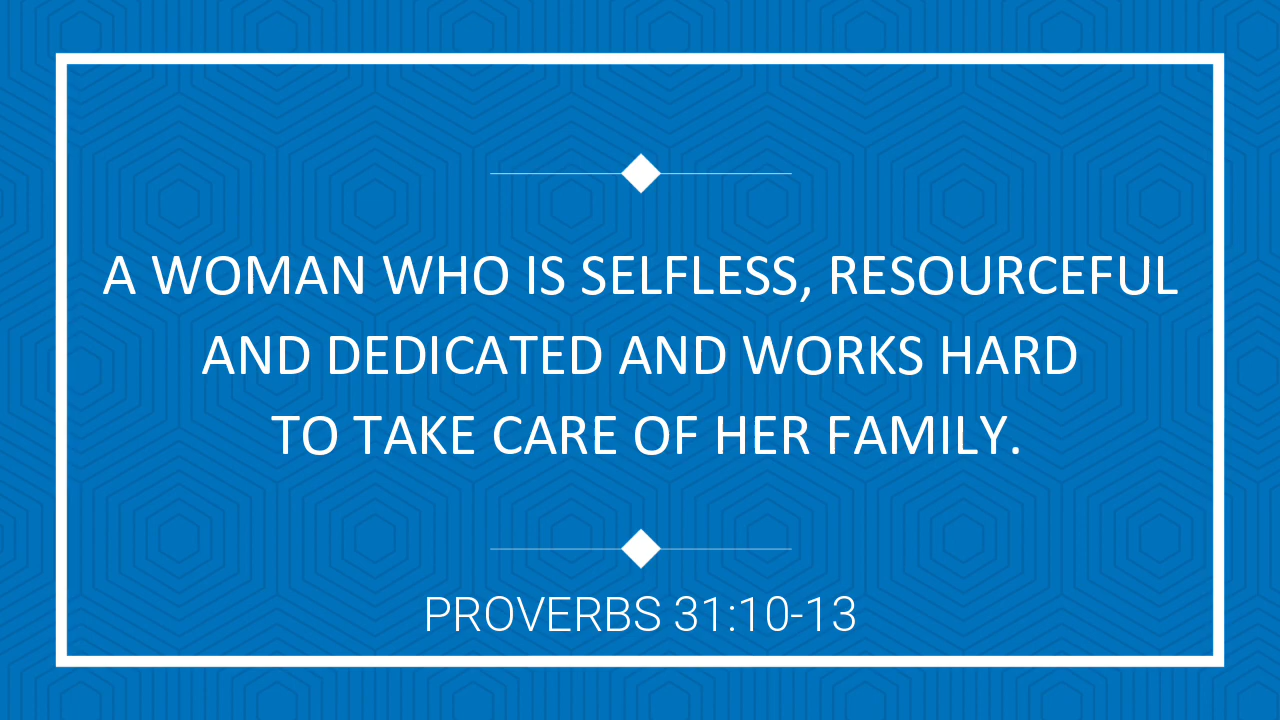 A WOMAN WHO IS SELFLESS, RESOURCEFUL
AND DEDICATED AND WORKS HARD
TO TAKE CARE OF HER FAMILY.
PROVERBS 31:10-13